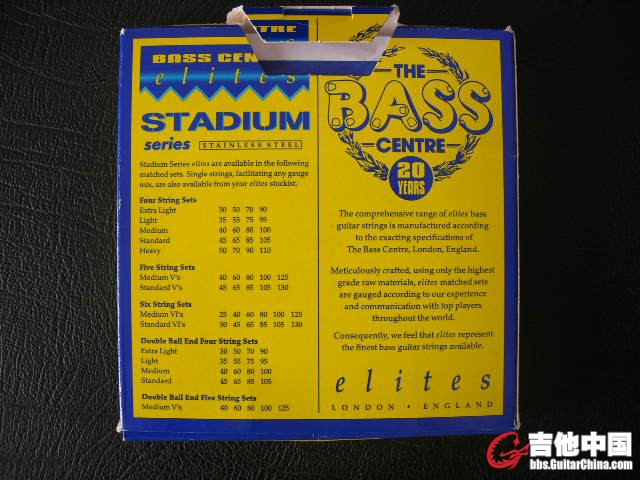 TRE
BASS CEN
elites
STADIUM
series STAINLESS STEEL
Stadium Series elites are available in the following
matched sets. Single strings, facilitating any gauge
mix, are also available from your elites stockist.
Four String Sets
Extra Light 30 50 70 90
Light 35 55 75 95
Medium 40 60 80 100
Standard 45 65 85 105
Heavy 50 70 90 110
Five String Sets
Medium V's 40 60 80 100 125
Standard V's 45 65 85 105 130
Six String Sets
Medium VI's 25 40 60 80 100 125
Standard VI's 30 45 65 85 105 130
Double Ball End Four String Sets
Extra Light 30 50 70 90
Light 35 55 75 95
Medium 40 60 80 100
Standard 45 65 85 105
Double Ball End Five String Sets
Medium V's 40 60 80 100 125
THE
BASS
CENTRE
20
YEARS
The comprehensive range of elites bass
guitar strings is manufactured according
to the exacting specifications of
The Bass Centre, London, England.
Meticulously crafted, using only the highest
grade raw materials, elites matched sets
are gauged according to our experience
and communication with top players
throughout the world.
Consequently, we feel that elites represent
the finest bass guitar strings available.
elites
LONDON • ENGLAND
吉他中国
bbs.GuitarChina.com